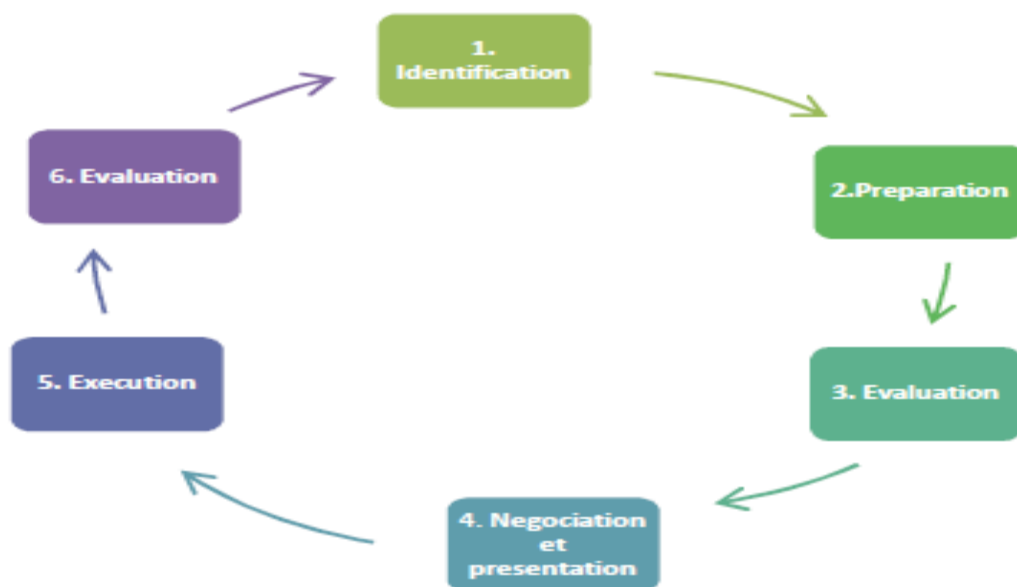 1.
Identification
2.Preparation
3. Evaluation
4. Negociation
et
presentation
5. Execution
6. Evaluation